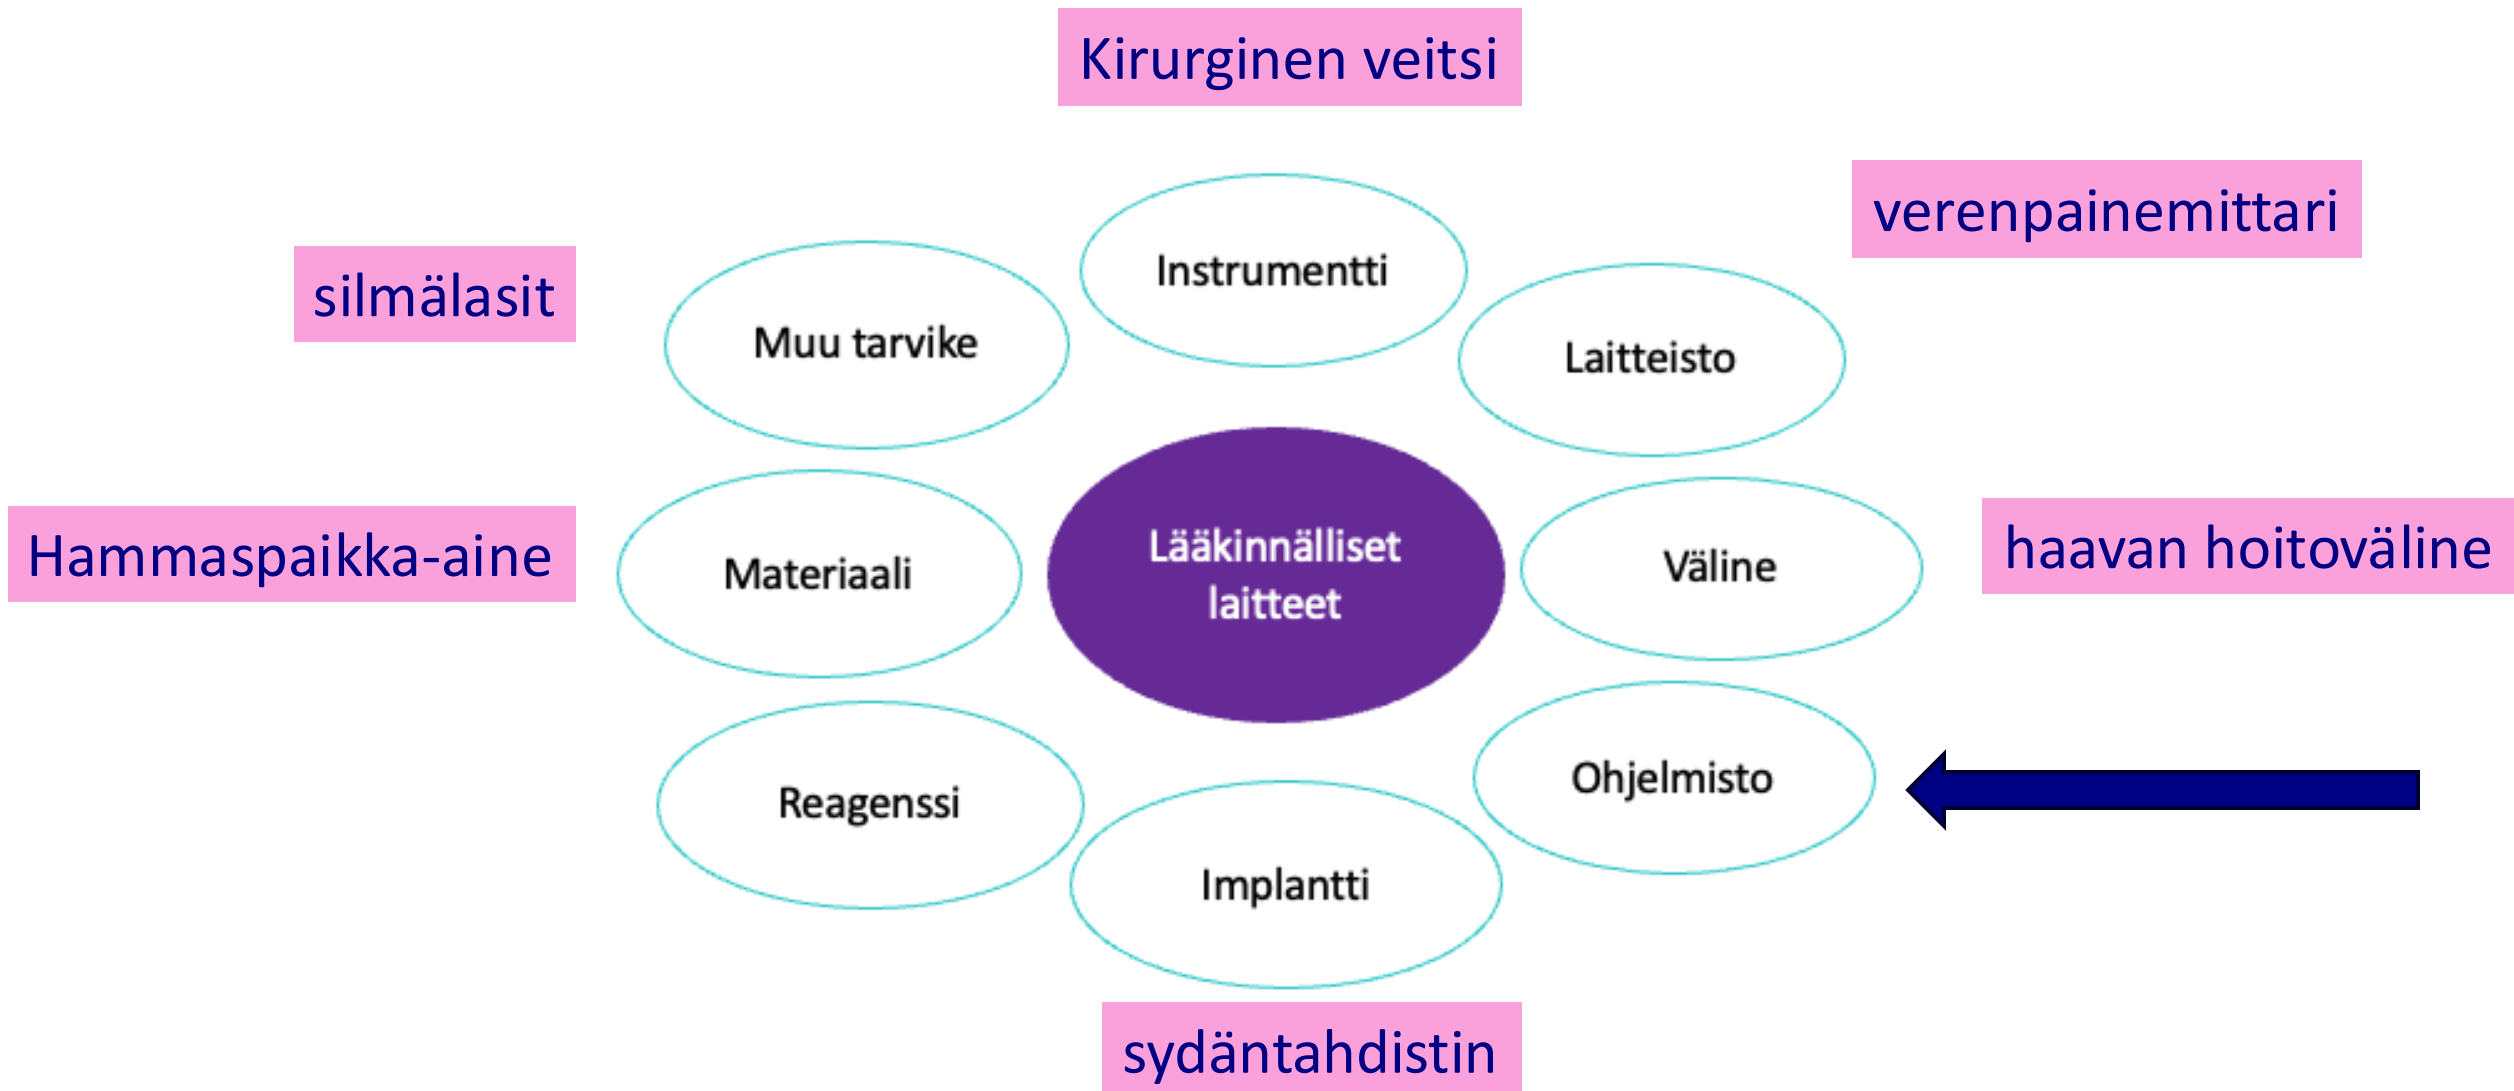 Kirurginen veitsi
verenpainemittari
silmälasit
Instrumentti
Muu tarvike
Laitteisto
Hammaspaikka-aine
Materiaali
Lääkinnälliset
laitteet
Väline
haavan hoitoväline
Reagenssi
Ohjelmisto
Implantti
sydäntahdistin